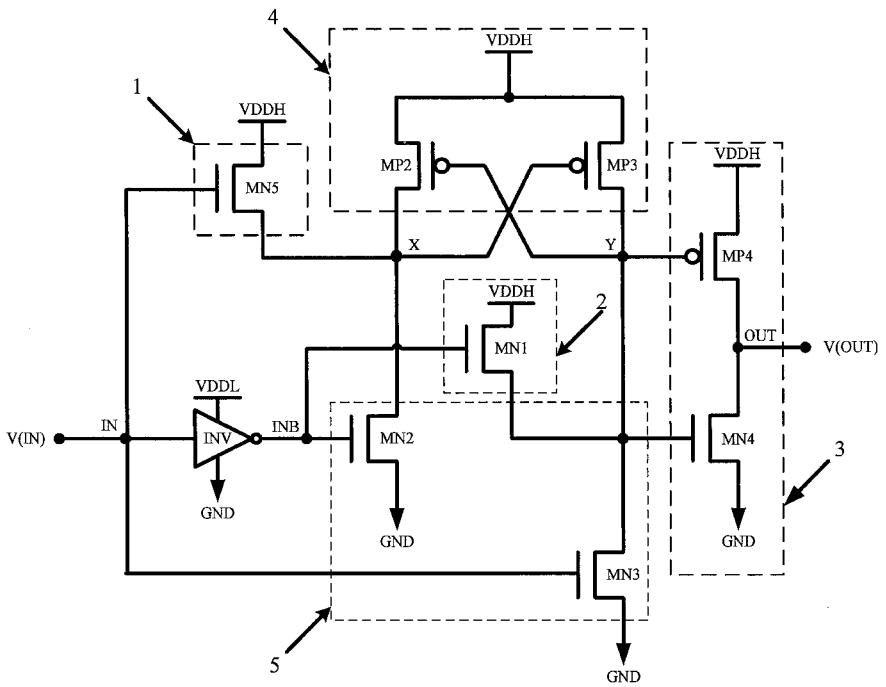 4
VDDH
1
VDDH
MN5
MP2
MP3
VDDH
MP4
X
Y
VDDH
2
MN1
OUT
V(OUT)
VDDL
V(IN)
IN
INV
INB
MN2
MN4
3
GND
GND
GND
MN3
5
GND